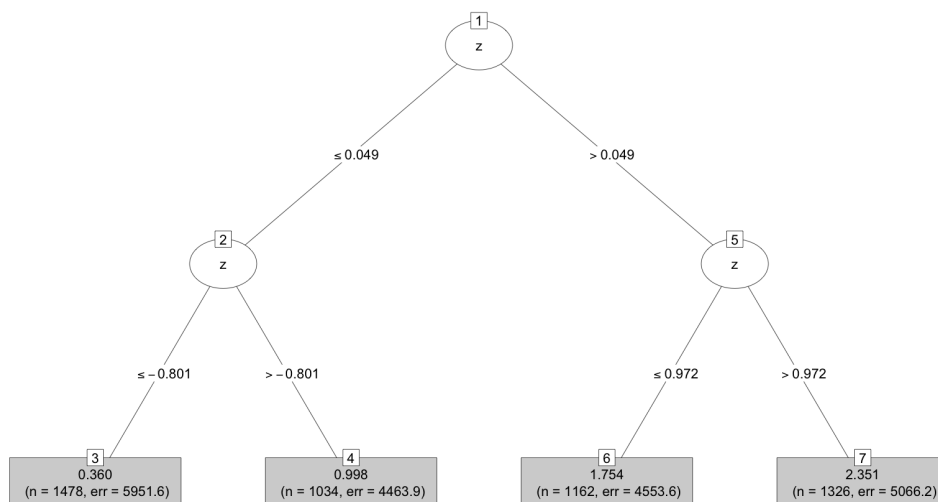 1
z
≤ 0.049
> 0.049
2
z
5
z
≤ − 0.801
> − 0.801
≤ 0.972
> 0.972
3
0.360
(n = 1478, err = 5951.6)
4
0.998
(n = 1034, err = 4463.9)
6
1.754
(n = 1162, err = 4553.6)
7
2.351
(n = 1326, err = 5066.2)